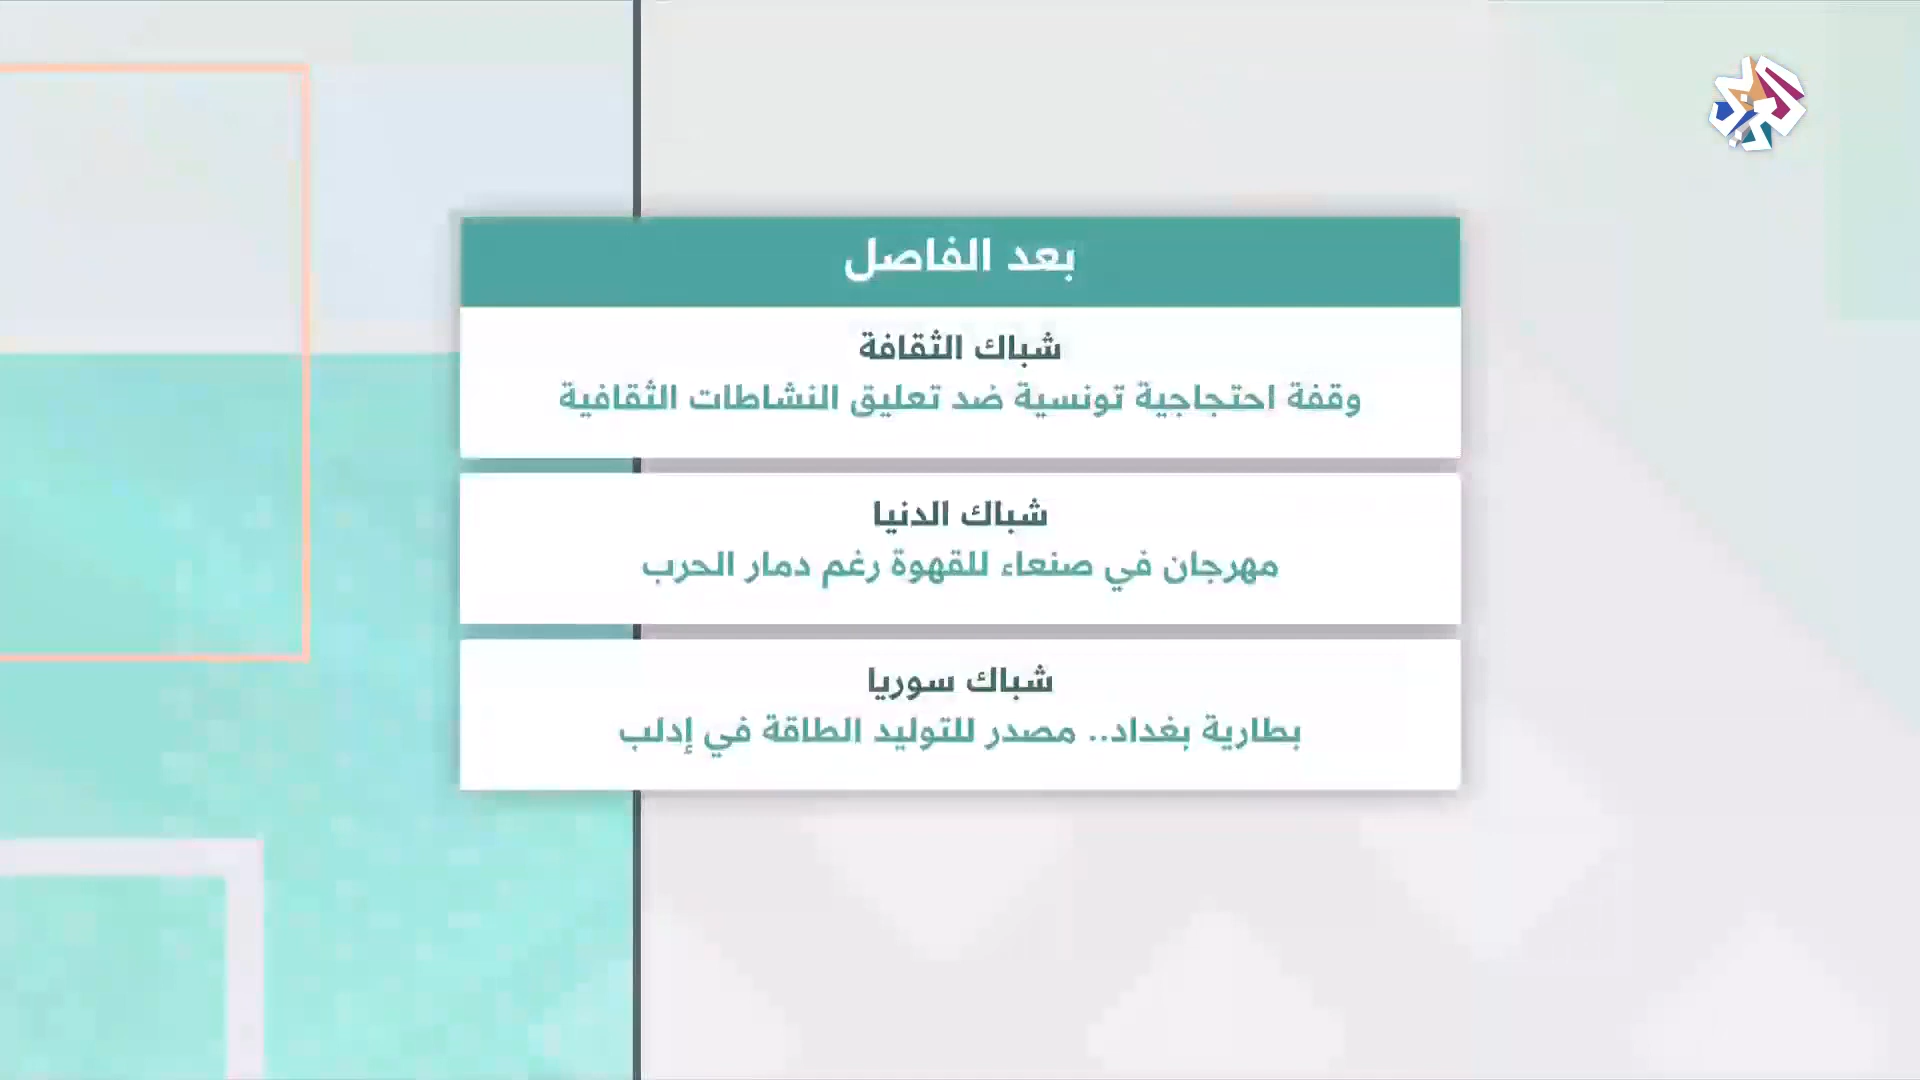 بعد الفاصل
شباك الثقافة
وقفة احتجاجية تونسية ضد تعليق النشاطات الثقافية
شباك الدنيا
مهرجان في صنعاء للقهوة رغم دمار الحرب
شباك سوريا
بطارية بغداد.. مصدر للتوليد الطاقة في إدلب